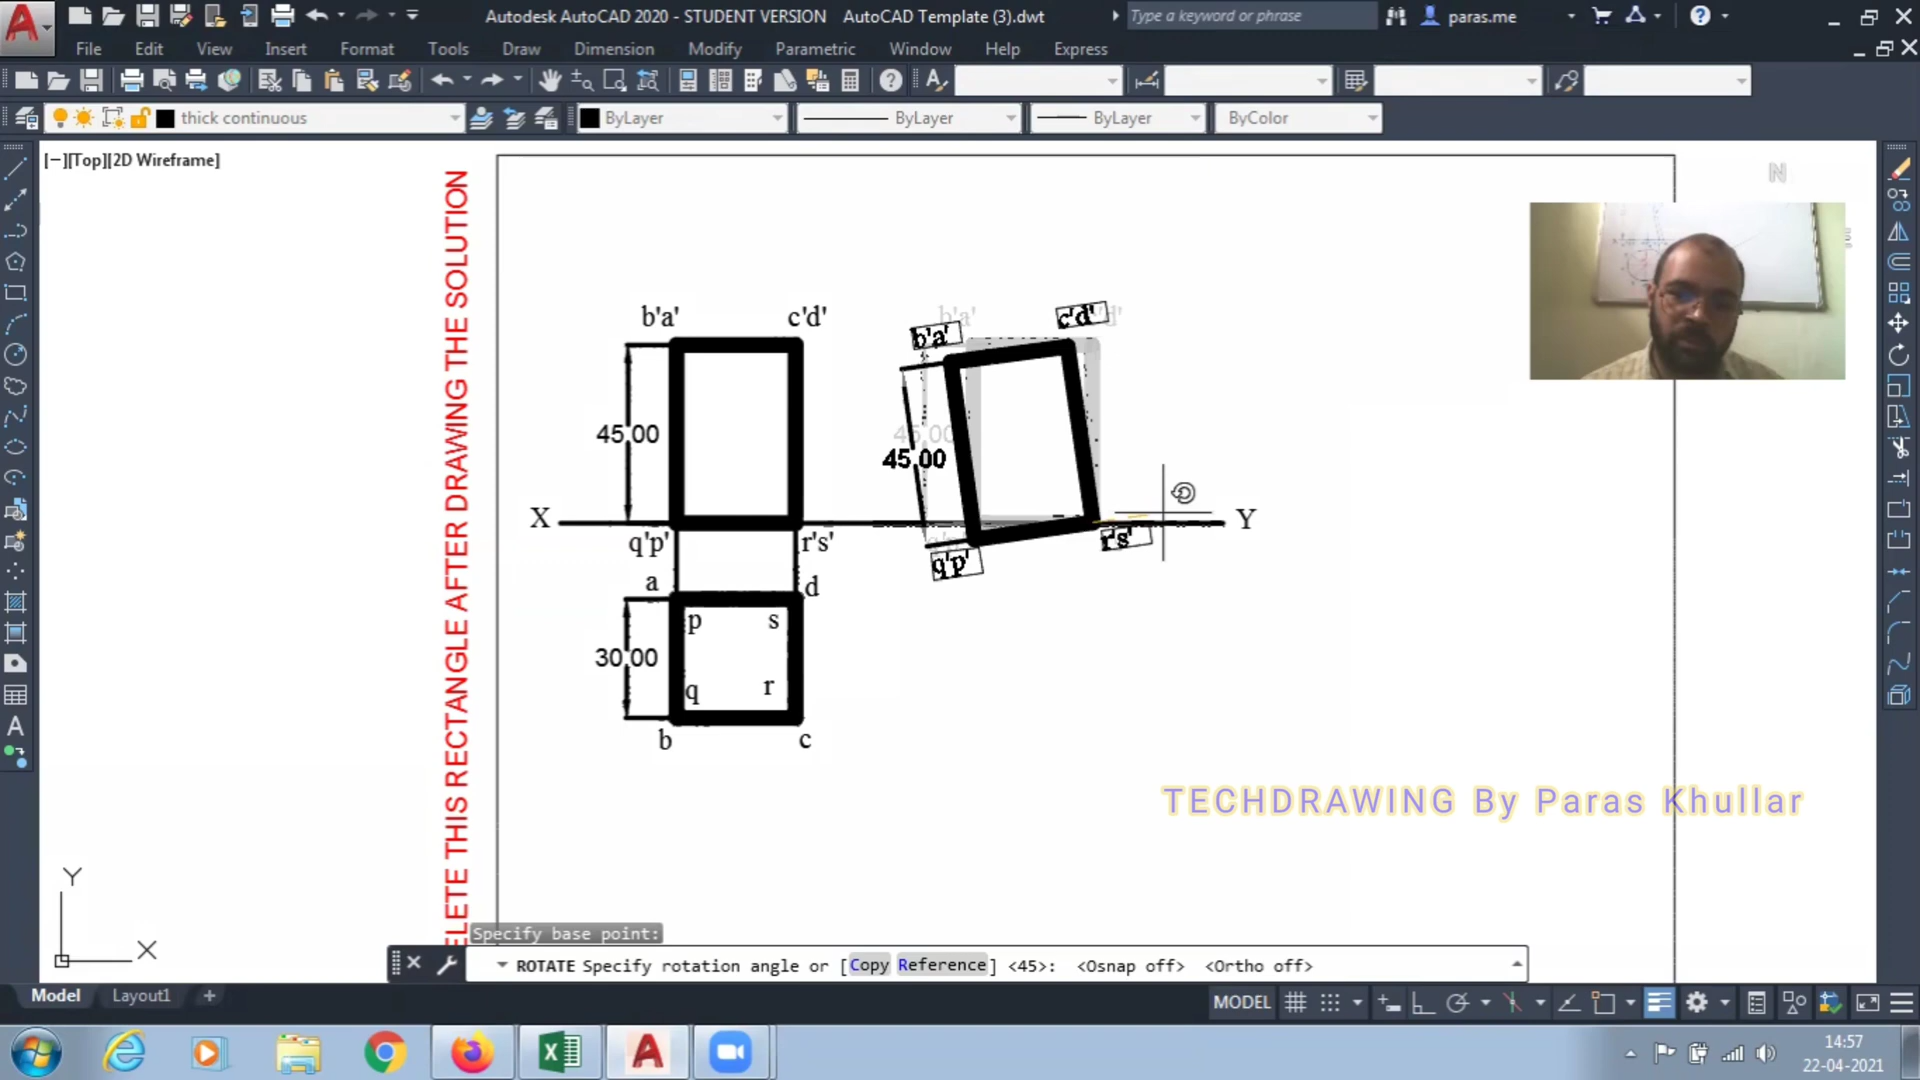 Autodesk AutoCAD 2020 - STUDENT VERSION AutoCAD Template (3).dwt
Type a keyword or phrase
paras.me
File Edit View Insert Format Tools Draw Dimension Modify Parametric Window Help Express
thick continuous
ByLayer
ByLayer
ByLayer
ByColor
[−][Top][2D Wireframe]
N
ELETE THIS RECTANGLE AFTER DRAWING THE SOLUTION
b'a' c'd'
b'a' c'd'
b'a'
45.00
45.00
45.00
X Y
q'p' r's'
q'p' r's'
a d
p s
30.00
q r
b c
TECHDRAWING By Paras Khullar
Y
X
Specify base point:
ROTATE Specify rotation angle or [Copy Reference] <45>: <Osnap off> <Ortho off>
Model Layout1 +
MODEL
14:57
22-04-2021